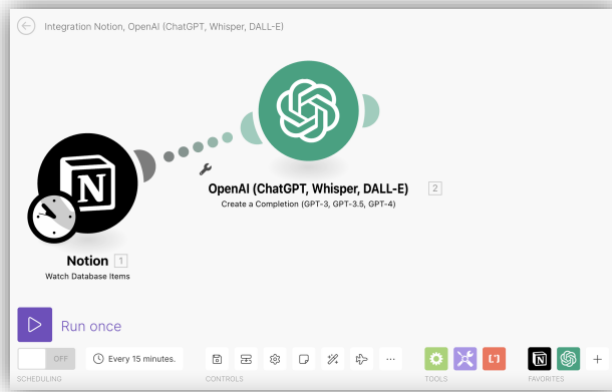 Integration Notion, OpenAI (ChatGPT, Whisper, DALL-E)
OpenAI (ChatGPT, Whisper, DALL-E) 2
Create a Completion (GPT-3, GPT-3.5, GPT-4)
N
Notion 1
Watch Database Items
Run once
OFF
Every 15 minutes.
N
SCHEDULING
CONTROLS
TOOLS
FAVORITES